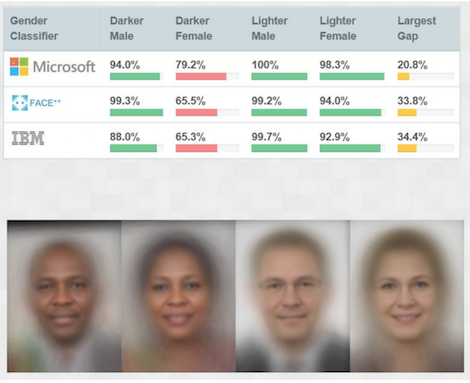 Gender Classifier Darker Male Darker Female Lighter Male Lighter Female Largest Gap
Microsoft 94.0% 79.2% 100% 98.3% 20.8%
FACE++ 99.3% 65.5% 99.2% 94.0% 33.8%
IBM 88.0% 65.3% 99.7% 92.9% 34.4%